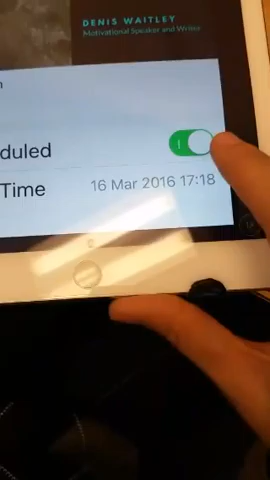 DENIS WAITLEY
Motivational Speaker and Writer
duled
Time
16 Mar 2016 17:18